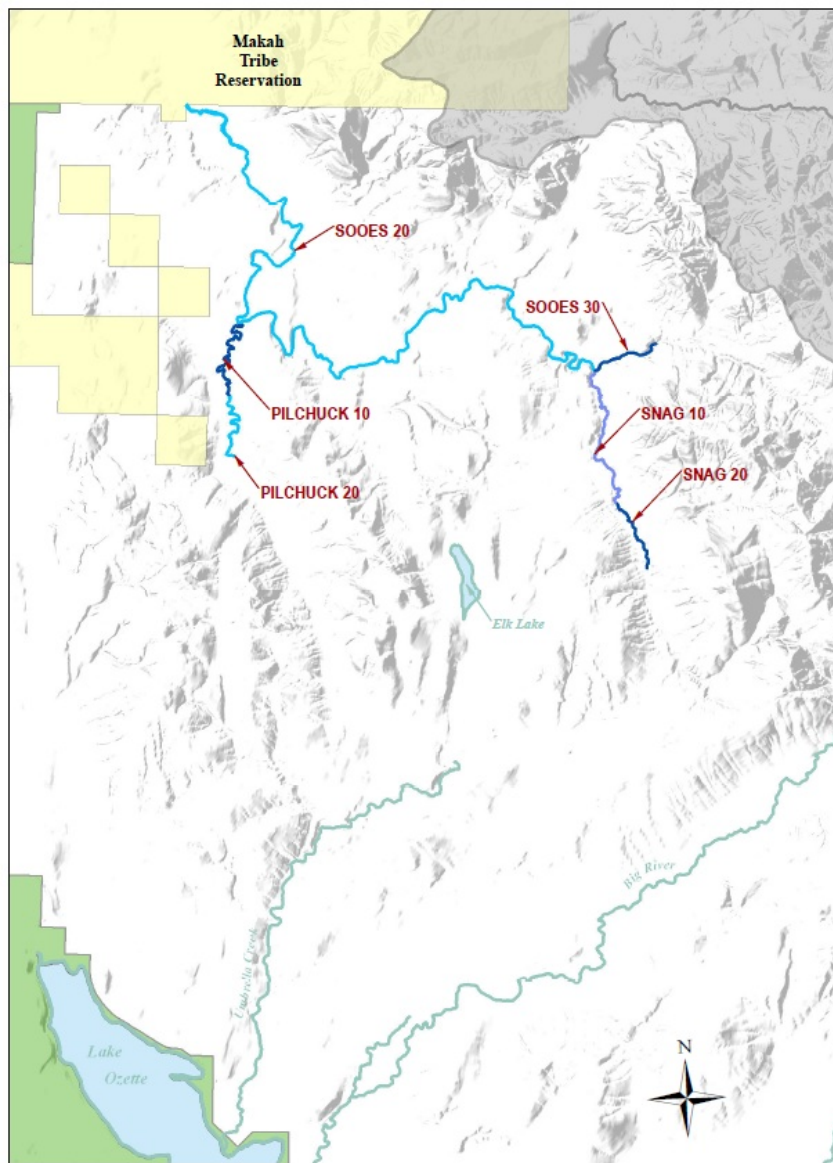 Makah
Tribe
Reservation
SOOES 20
SOOES 30
PILCHUCK 10
SNAG 10
SNAG 20
PILCHUCK 20
Elk Lake
Big River
Umbrella Creek
Lake
Ozette
N